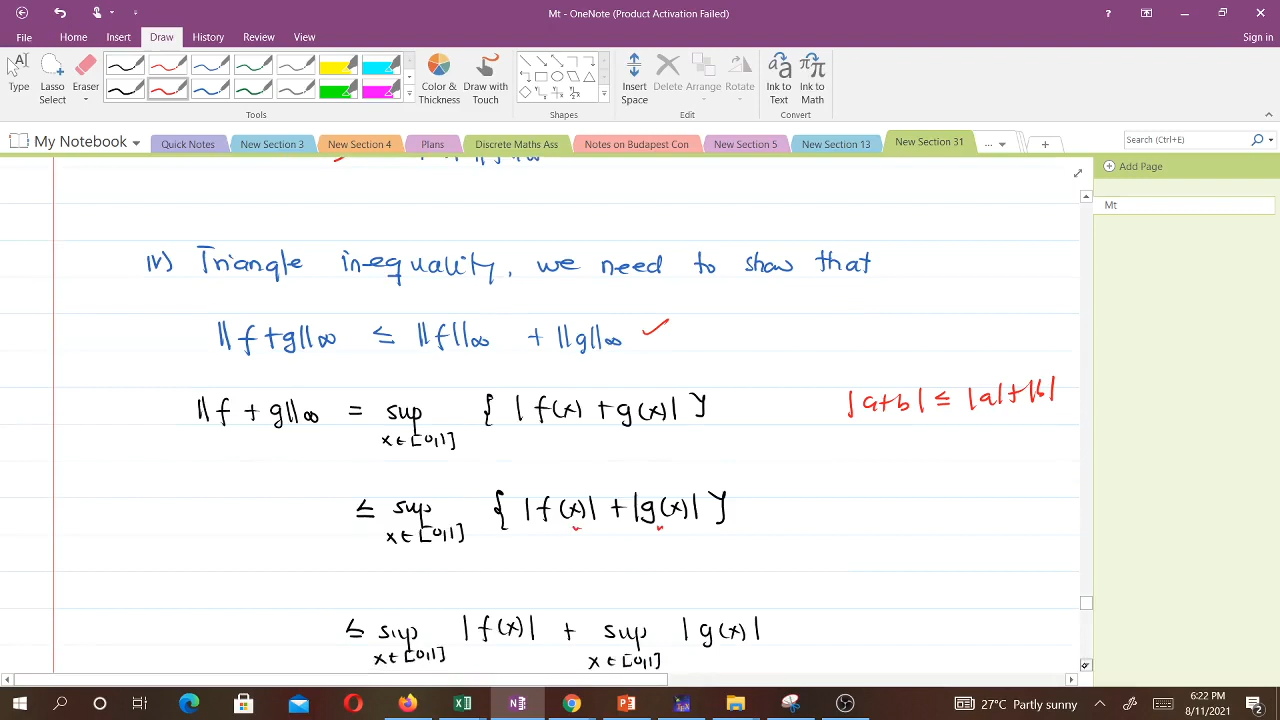 Mt - OneNote (Product Activation Failed)
File Home Insert Draw History Review View Sign in
Type Lasso Select Eraser Color & Thickness Draw with Touch Insert Space Delete Arrange Rotate Ink to Text Ink to Math
Tools Shapes Edit Convert
My Notebook Quick Notes New Section 3 New Section 4 Plans Discrete Maths Ass Notes on Budapest Con New Section 5 New Section 13 New Section 31 ... Search (Ctrl+E)
Add Page
Mt
iv) Triangle inequality, we need to show that
||f+g||∞ ≤ ||f||∞ + ||g||∞ ✓
||f + g||∞ = sup x∈[0,1] { |f(x) + g(x)| }
|a+b| ≤ |a|+|b|
≤ sup x∈[0,1] { |f(x)| + |g(x)| }
≤ sup x∈[0,1] |f(x)| + sup x∈[0,1] |g(x)|
27°C Partly sunny 6:22 PM
8/11/2021